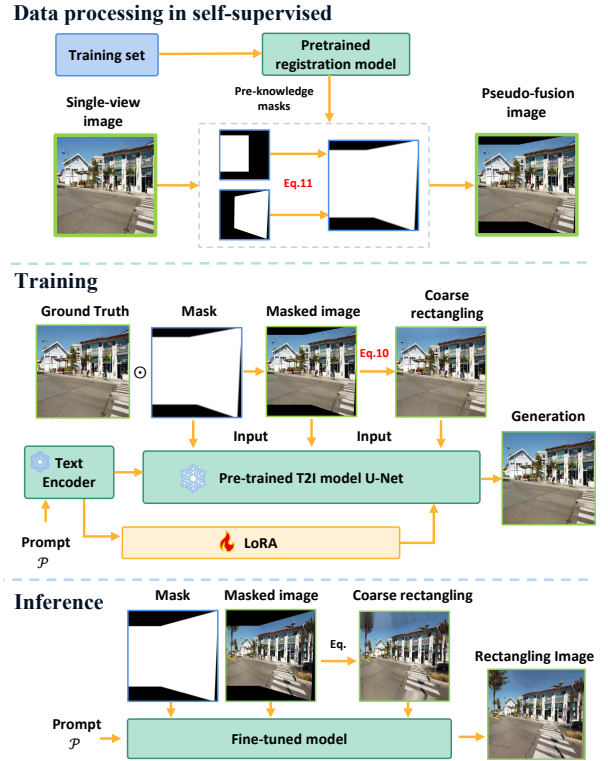 Data processing in self-supervised
Training set
Pretrained
registration model
Single-view
image
Pre-knowledge
masks
Pseudo-fusion
image
Eq.11
Training
Ground Truth
Mask
Masked image
Coarse
rectangling
Eq.10
⊙
Generation
Input
Input
Text
Encoder
Pre-trained T2I model U-Net
LoRA
Prompt
𝒫
Inference
Mask
Masked image
Coarse rectangling
Eq.
Rectangling Image
Prompt
𝒫
Fine-tuned model